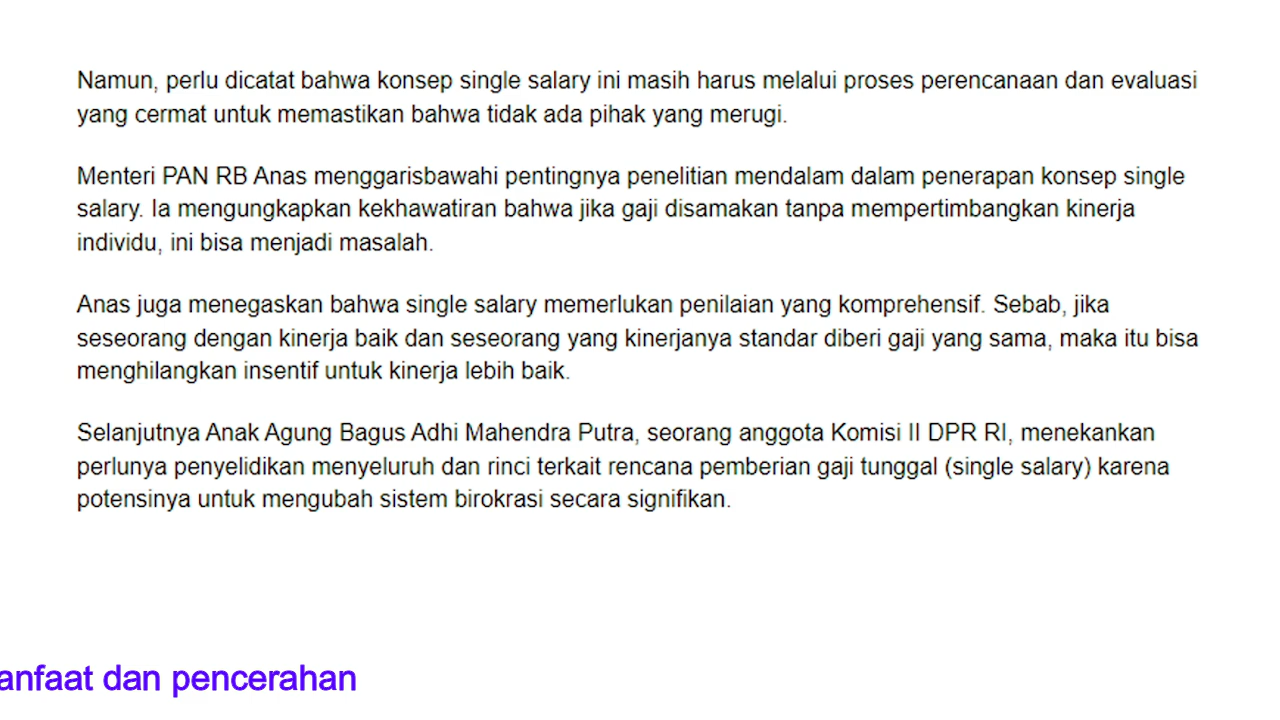 Namun, perlu dicatat bahwa konsep single salary ini masih harus melalui proses perencanaan dan evaluasi
yang cermat untuk memastikan bahwa tidak ada pihak yang merugi.
Menteri PAN RB Anas menggarisbawahi pentingnya penelitian mendalam dalam penerapan konsep single
salary. Ia mengungkapkan kekhawatiran bahwa jika gaji disamakan tanpa mempertimbangkan kinerja
individu, ini bisa menjadi masalah.
Anas juga menegaskan bahwa single salary memerlukan penilaian yang komprehensif. Sebab, jika
seseorang dengan kinerja baik dan seseorang yang kinerjanya standar diberi gaji yang sama, maka itu bisa
menghilangkan insentif untuk kinerja lebih baik.
Selanjutnya Anak Agung Bagus Adhi Mahendra Putra, seorang anggota Komisi II DPR RI, menekankan
perlunya penyelidikan menyeluruh dan rinci terkait rencana pemberian gaji tunggal (single salary) karena
potensinya untuk mengubah sistem birokrasi secara signifikan.
anfaat dan pencerahan